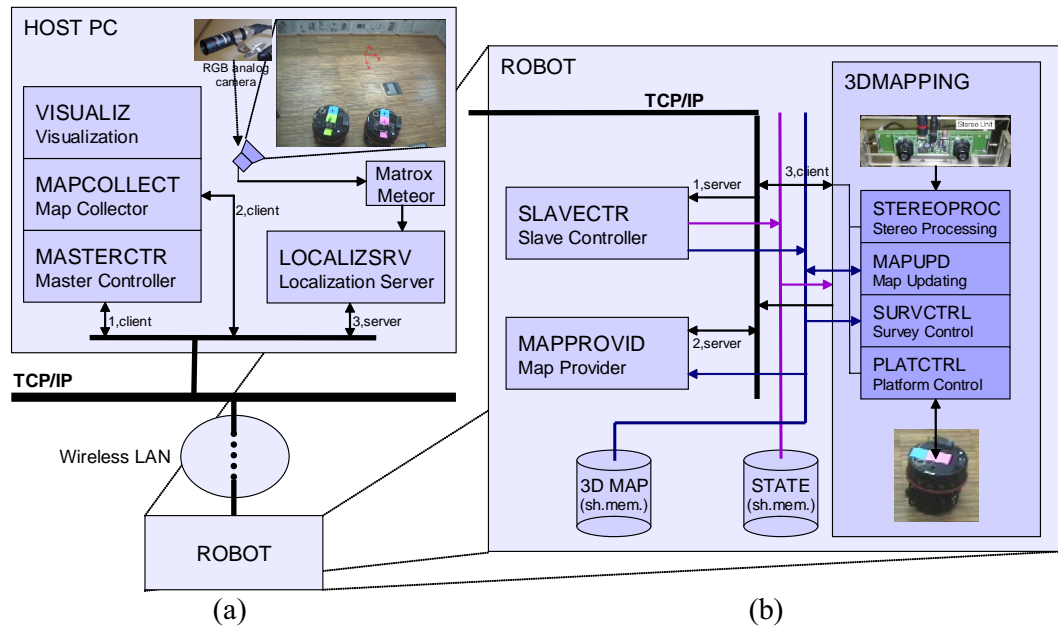 HOST PC
RGB analog
camera
VISUALIZ
Visualization
MAPCOLLECT
Map Collector
MASTERCTR
Master Controller
2,client
Matrox
Meteor
LOCALIZSRV
Localization Server
1,client
3,server
TCP/IP
Wireless LAN
ROBOT
(a)
ROBOT
TCP/IP
1,server
SLAVECTR
Slave Controller
MAPPROVID
Map Provider
2,server
3,client
3D MAP
(sh.mem.)
STATE
(sh.mem.)
3DMAPPING
Stereo Unit
STEREOPROC
Stereo Processing
MAPUPD
Map Updating
SURVCTRL
Survey Control
PLATCTRL
Platform Control
(b)